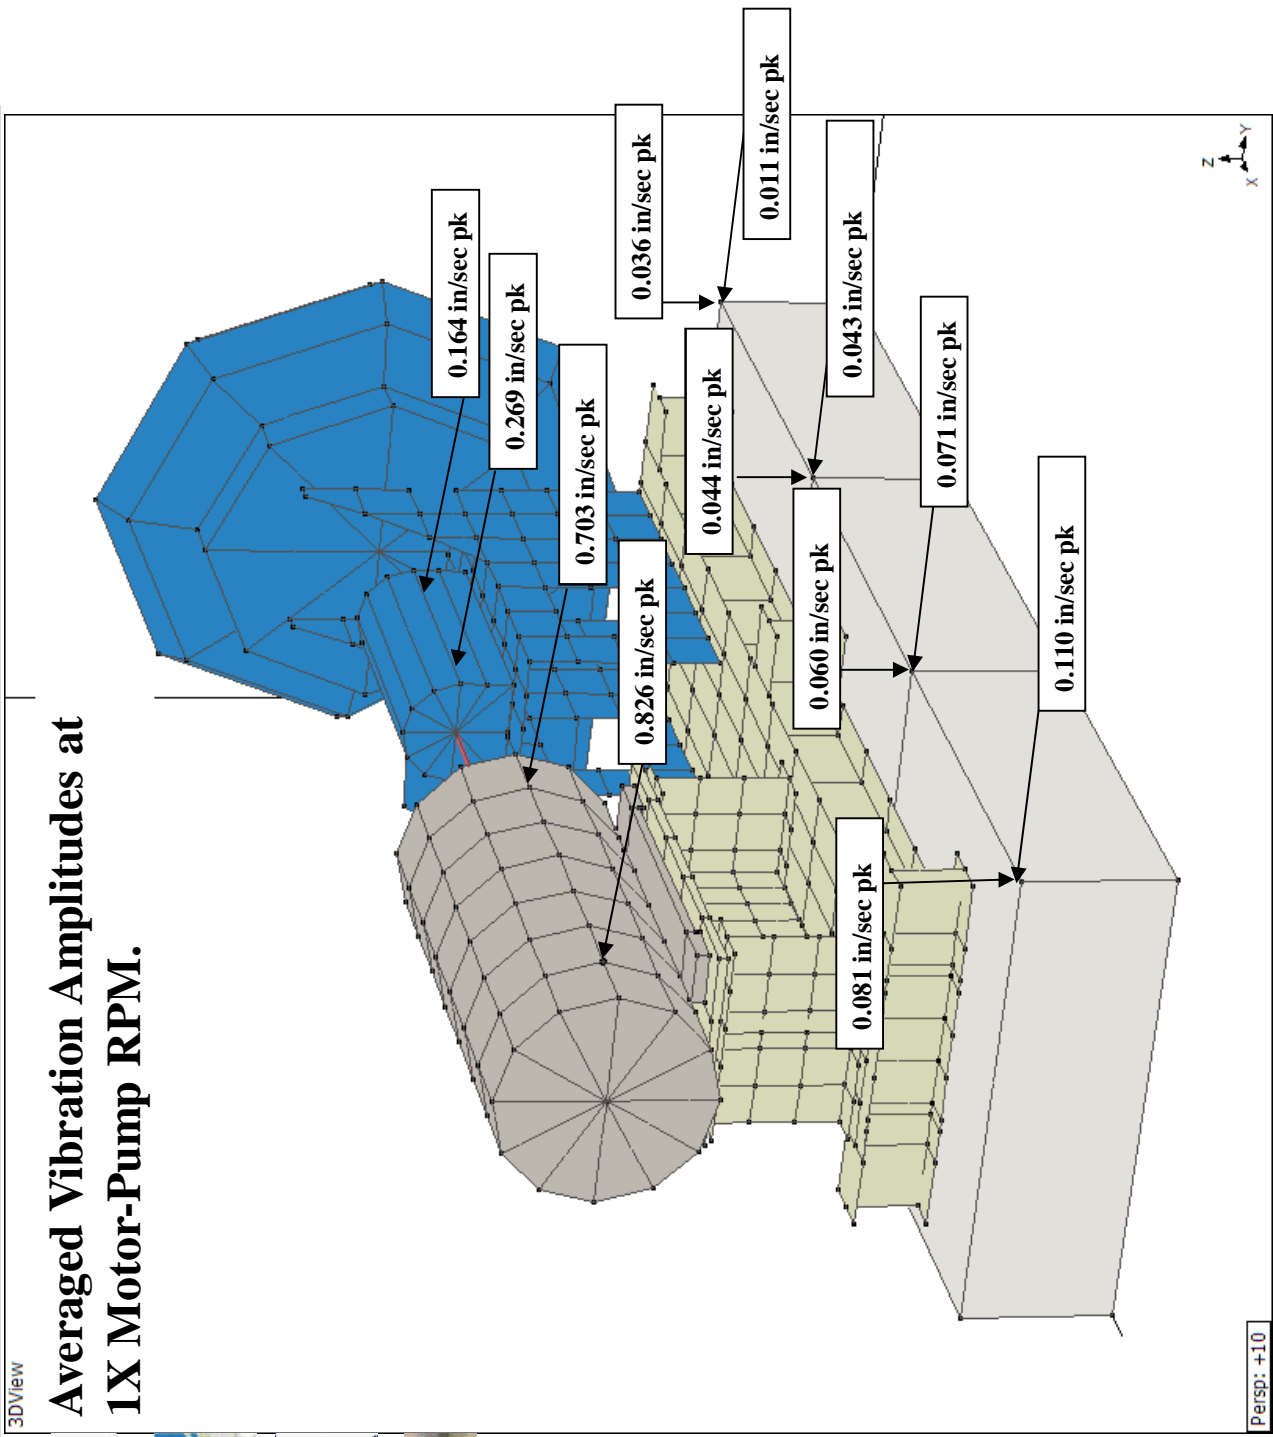 3DView
Averaged Vibration Amplitudes at
1X Motor-Pump RPM.
0.164 in/sec pk
0.269 in/sec pk
0.703 in/sec pk
0.826 in/sec pk
0.036 in/sec pk
0.011 in/sec pk
0.044 in/sec pk
0.043 in/sec pk
0.060 in/sec pk
0.071 in/sec pk
0.081 in/sec pk
0.110 in/sec pk
Z
X
Y
Persp: +10